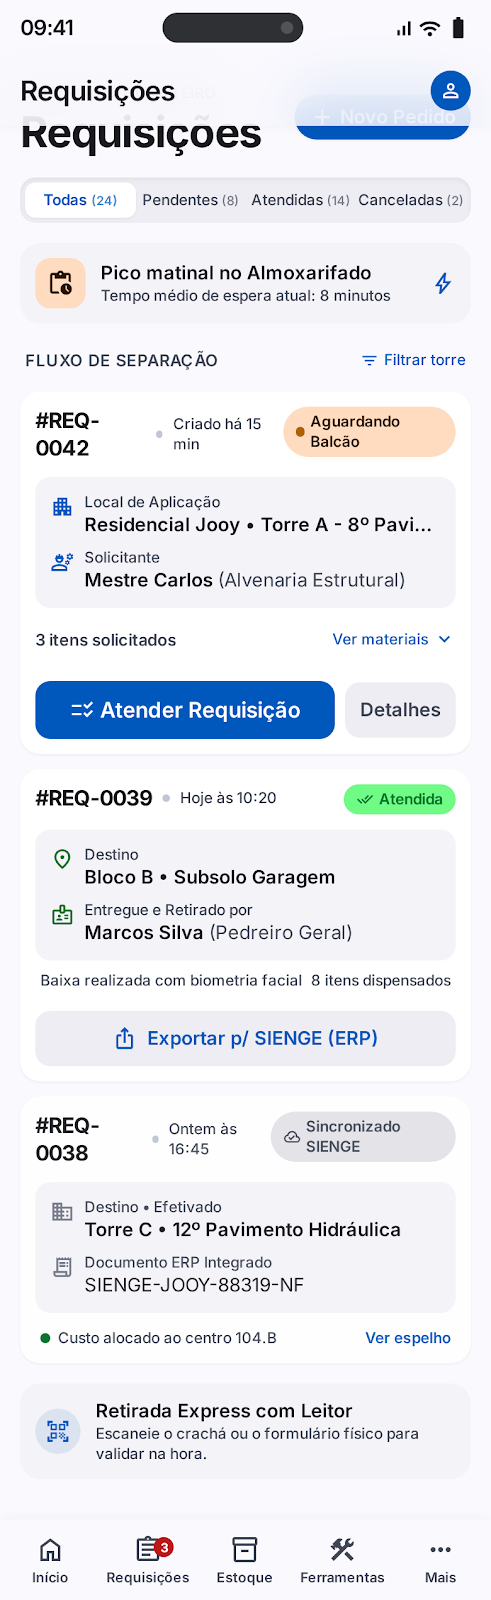 09:41
Requisições
Requisições
Novo Pedido
Todas (24) Pendentes (8) Atendidas (14) Canceladas (2)
Pico matinal no Almoxarifado
Tempo médio de espera atual: 8 minutos
FLUXO DE SEPARAÇÃO
Filtrar torre
#REQ-
0042
Criado há 15
min
Aguardando
Balcão
Local de Aplicação
Residencial Jooy • Torre A - 8º Pavi...
Solicitante
Mestre Carlos (Alvenaria Estrutural)
3 itens solicitados
Ver materiais
Atender Requisição
Detalhes
#REQ-0039
Hoje às 10:20
Atendida
Destino
Bloco B • Subsolo Garagem
Entregue e Retirado por
Marcos Silva (Pedreiro Geral)
Baixa realizada com biometria facial 8 itens dispensados
Exportar p/ SIENGE (ERP)
#REQ-
0038
Ontem às
16:45
Sincronizado
SIENGE
Destino • Efetivado
Torre C • 12º Pavimento Hidráulica
Documento ERP Integrado
SIENGE-JOOY-88319-NF
Custo alocado ao centro 104.B
Ver espelho
Retirada Express com Leitor
Escaneie o crachá ou o formulário físico para
validar na hora.
3
Início Requisições Estoque Ferramentas Mais